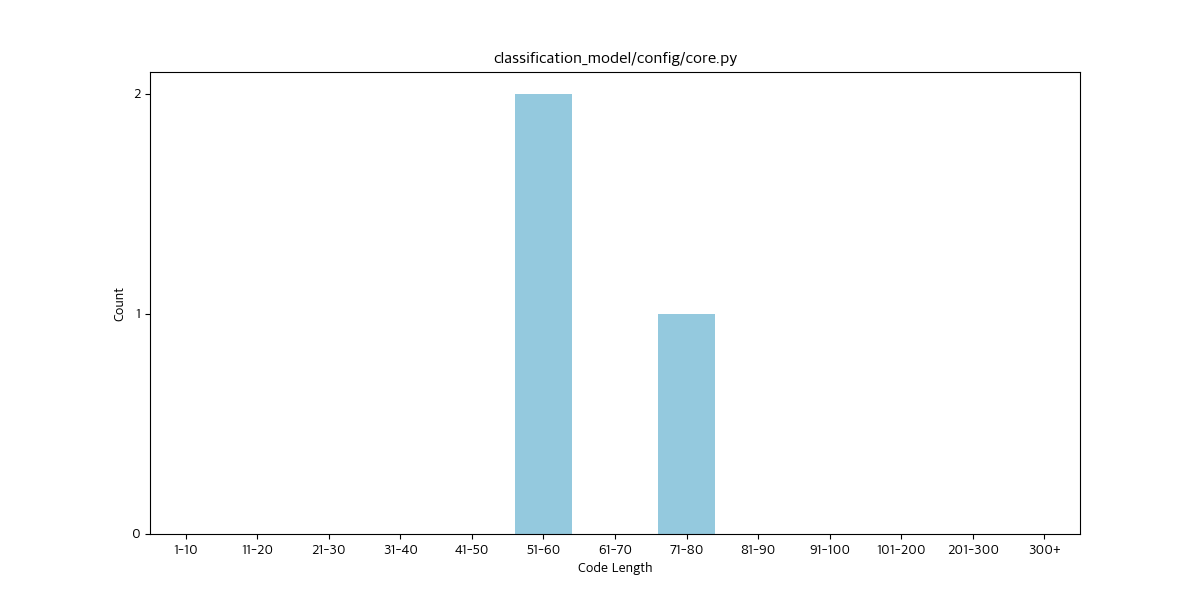 classification_model/config/core.py
2
1
0
Count
1-10 11-20 21-30 31-40 41-50 51-60 61-70 71-80 81-90 91-100 101-200 201-300 300+
Code Length